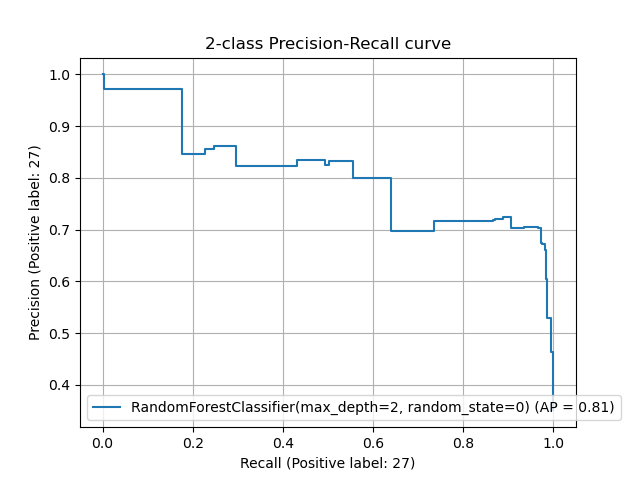 2-class Precision-Recall curve
1.0
0.9
0.8
0.7
0.6
0.5
0.4
Precision (Positive label: 27)
RandomForestClassifier(max_depth=2, random_state=0) (AP = 0.81)
0.0 0.2 0.4 0.6 0.8 1.0
Recall (Positive label: 27)